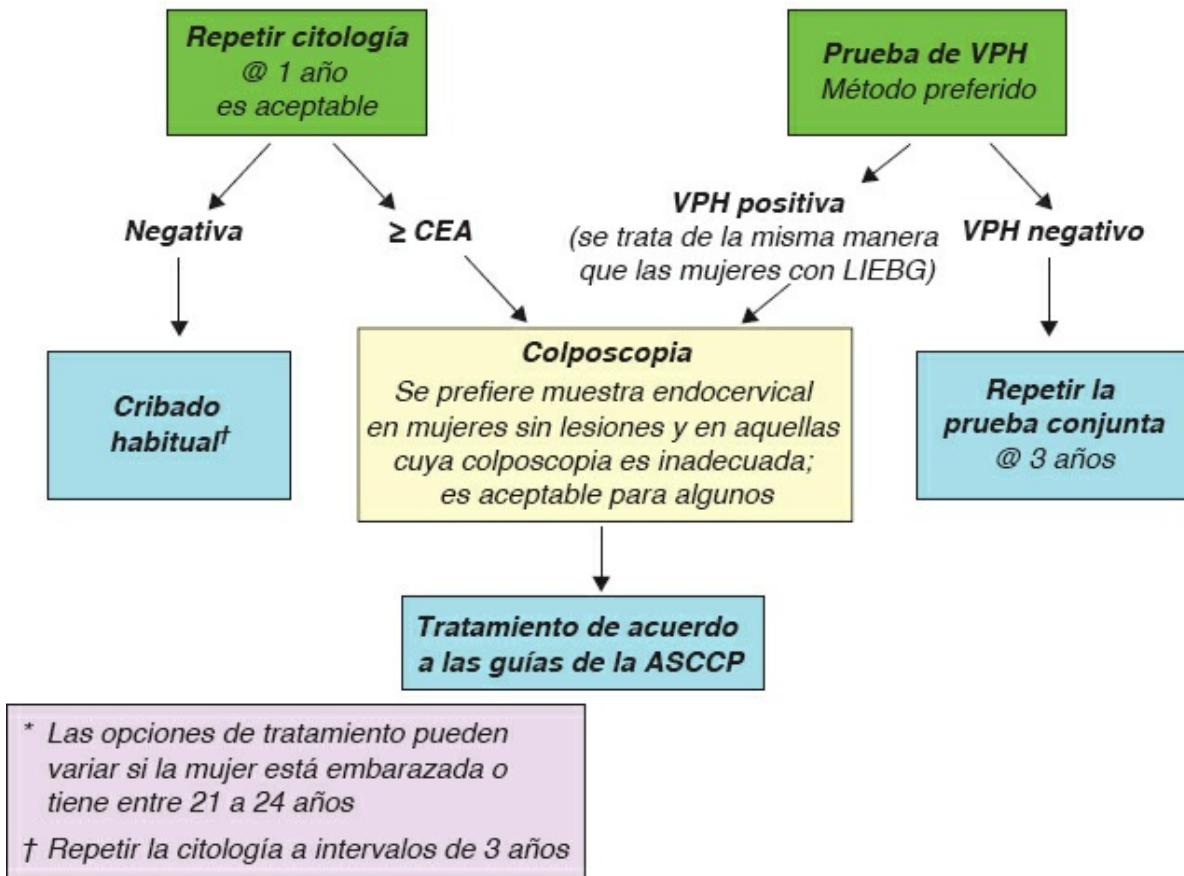 Repetir citología
@ 1 año
es aceptable
Prueba de VPH
Método preferido
Negativa
≥ CEA
VPH positiva
(se trata de la misma manera
que las mujeres con LIEBG)
VPH negativo
Cribado
habitual†
Colposcopia
Se prefiere muestra endocervical
en mujeres sin lesiones y en aquellas
cuya colposcopia es inadecuada;
es aceptable para algunos
Repetir la
prueba conjunta
@ 3 años
Tratamiento de acuerdo
a las guías de la ASCCP
* Las opciones de tratamiento pueden
variar si la mujer está embarazada o
tiene entre 21 a 24 años
† Repetir la citología a intervalos de 3 años